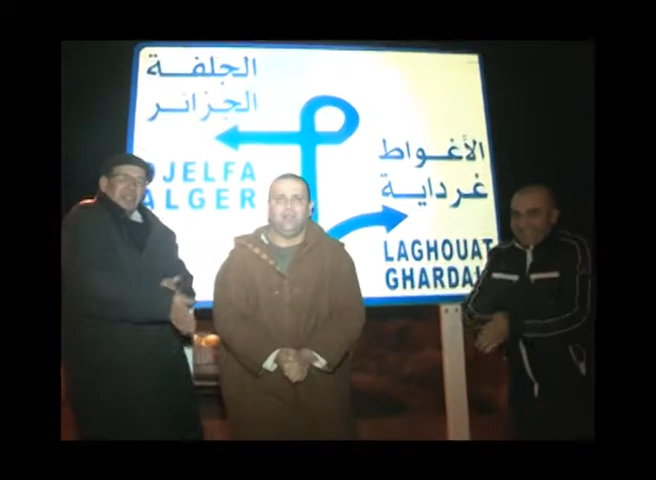 الجلفة
الجزائر
DJELFA
ALGER
الأغواط
غرداية
LAGHOUAT
GHARDAI